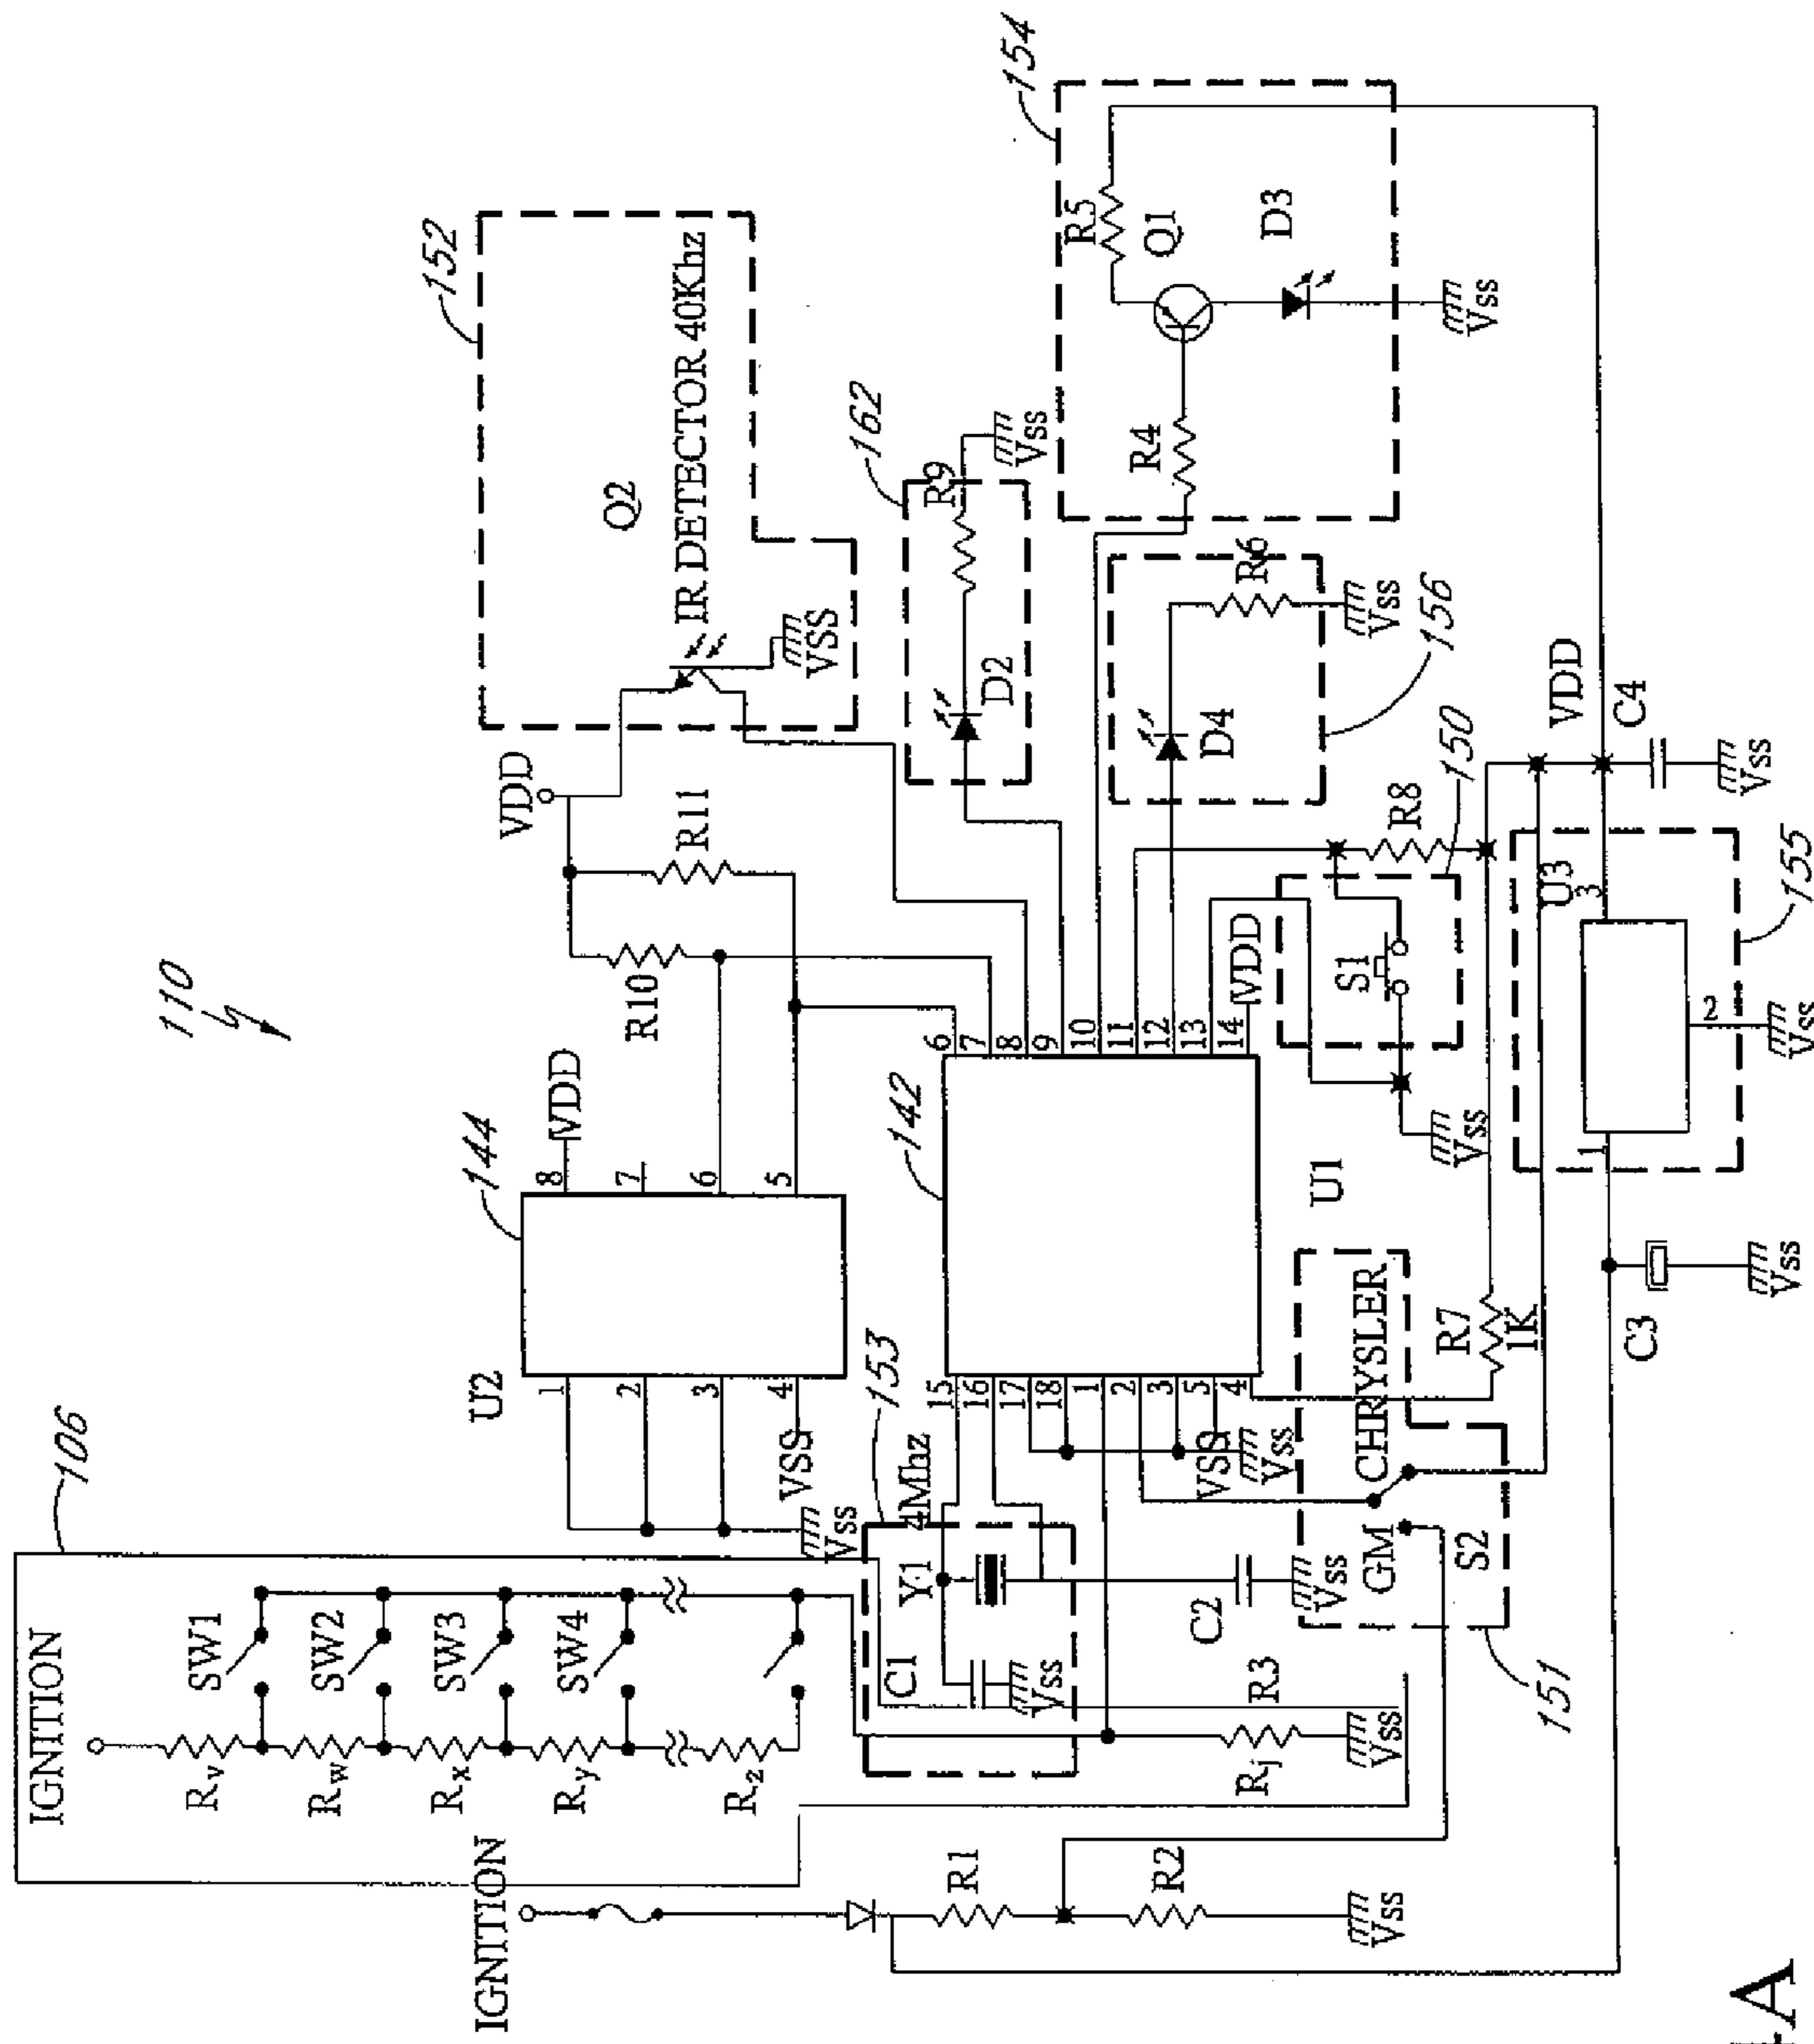 110
106
IGNITION
SW1
SW2
SW3
SW4
Rv
Rw
Rx
Ry
Rz
IGNITION
R1
R2
Vss
Rj
R3
Vss
U2
144
1
2
3
4
8
7
6
5
VDD
VSS
Vss
VDD
R10
R11
152
Q2
IR DETECTOR 40Khz
VSS
153
4Mhz
Y1
C1
Vss
C2
Vss
142
15
16
17
18
1
2
3
5
4
6
7
8
9
10
11
12
13
14
VSS
Vss
VDD
U1
162
D2
R9
Vss
154
R5
Q1
R4
D3
Vss
156
D4
R6
Vss
150
S1
R8
Vss
CHRYSLER
GM
S2
151
R7
1K
VDD
C4
Vss
U3
3
1
2
Vss
155
C3
Vss